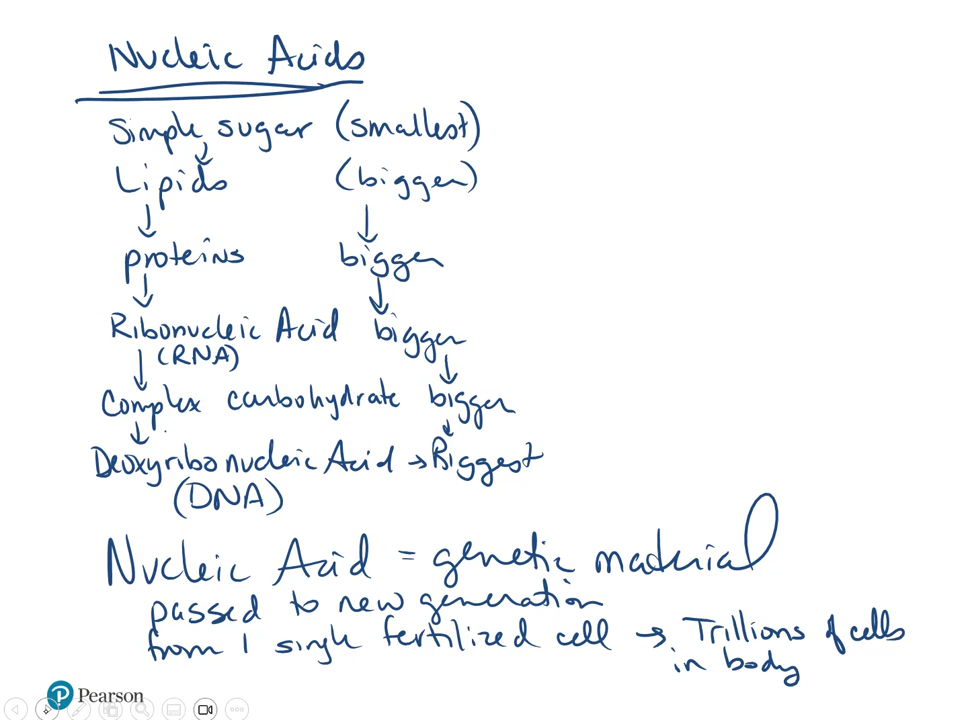 Nucleic Acids
Simple sugar (smallest)
Lipids (bigger)
proteins bigger
Ribonucleic Acid bigger
(RNA)
Complex carbohydrate bigger
Deoxyribonucleic Acid → Biggest
(DNA)
Nucleic Acid = genetic material
passed to new generation
from 1 single fertilized cell → Trillions of cells
in body
Pearson